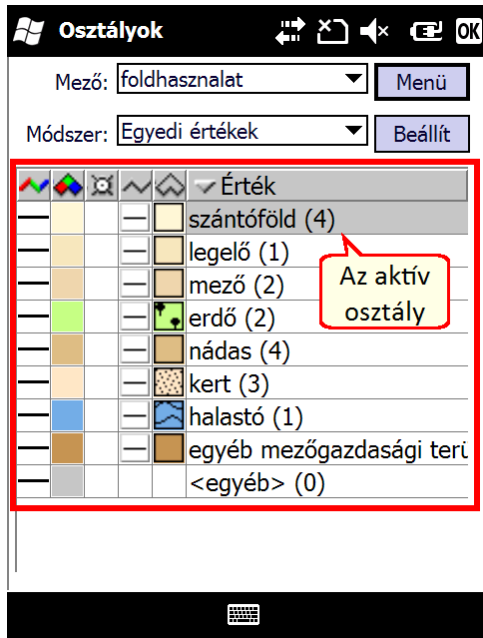 Osztályok OK
Mező: foldhasznalat Menü
Módszer: Egyedi értékek Beállít
Érték
szántóföld (4)
legelő (1)
mező (2)
Az aktív
osztály
erdő (2)
nádas (4)
kert (3)
halastó (1)
egyéb mezőgazdasági terü
<egyéb> (0)